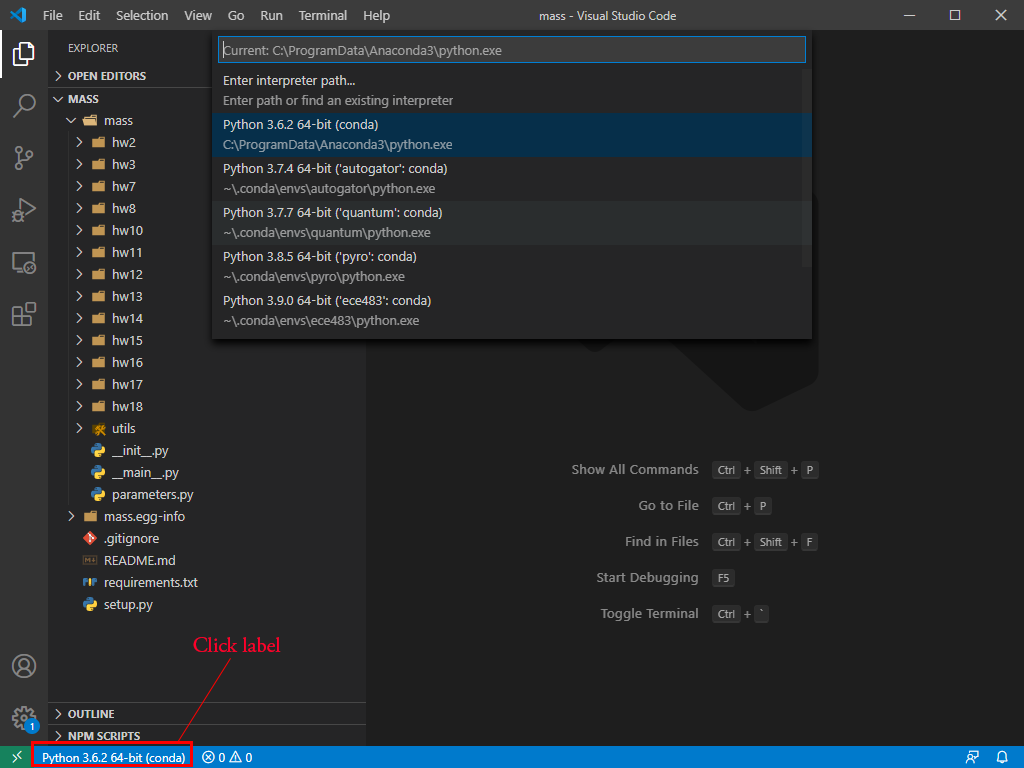 File Edit Selection View Go Run Terminal Help mass - Visual Studio Code
EXPLORER
OPEN EDITORS
MASS
mass
hw2
hw3
hw7
hw8
hw10
hw11
hw12
hw13
hw14
hw15
hw16
hw17
hw18
utils
__init__.py
__main__.py
parameters.py
mass.egg-info
.gitignore
README.md
requirements.txt
setup.py
Current: C:\ProgramData\Anaconda3\python.exe
Enter interpreter path...
Enter path or find an existing interpreter
Python 3.6.2 64-bit (conda)
C:\ProgramData\Anaconda3\python.exe
Python 3.7.4 64-bit ('autogator': conda)
~\.conda\envs\autogator\python.exe
Python 3.7.7 64-bit ('quantum': conda)
~\.conda\envs\quantum\python.exe
Python 3.8.5 64-bit ('pyro': conda)
~\.conda\envs\pyro\python.exe
Python 3.9.0 64-bit ('ece483': conda)
~\.conda\envs\ece483\python.exe
Show All Commands Ctrl + Shift + P
Go to File Ctrl + P
Find in Files Ctrl + Shift + F
Start Debugging F5
Toggle Terminal Ctrl + `
Click label
OUTLINE
1
NPM SCRIPTS
Python 3.6.2 64-bit (conda) 0 0